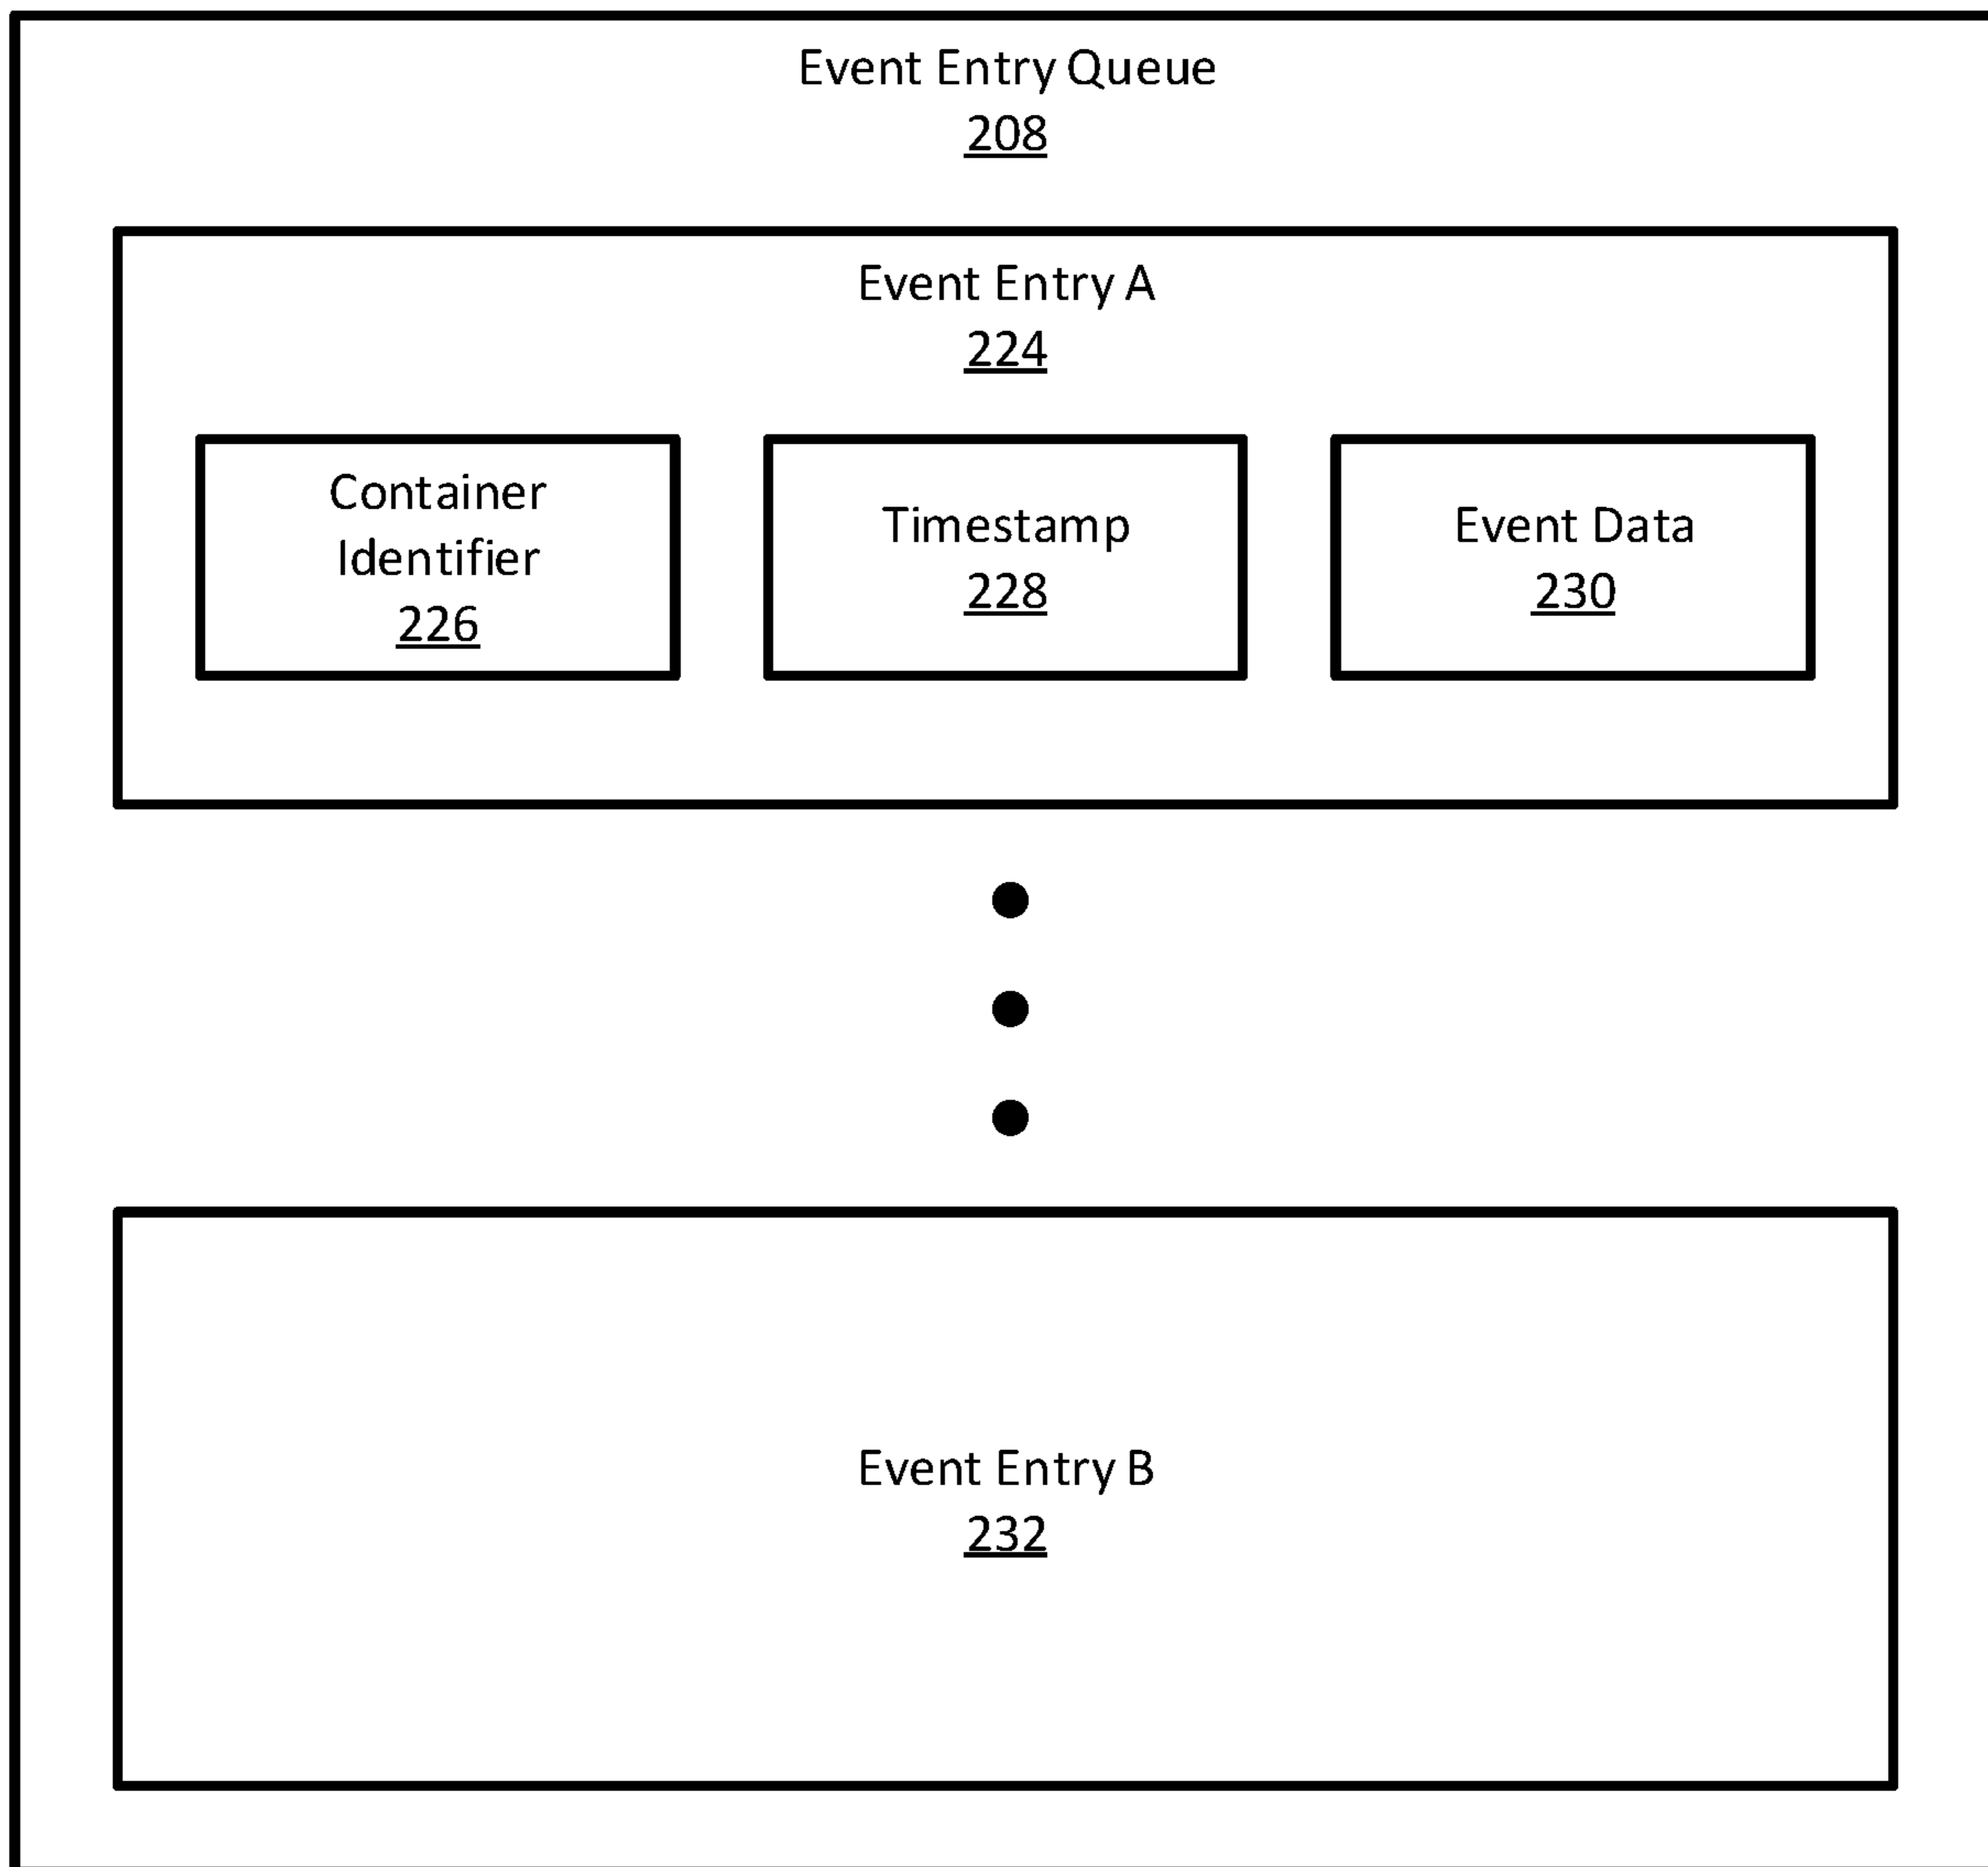 Event Entry Queue
208
Event Entry A
224
Container
Identifier
226
Timestamp
228
Event Data
230
Event Entry B
232